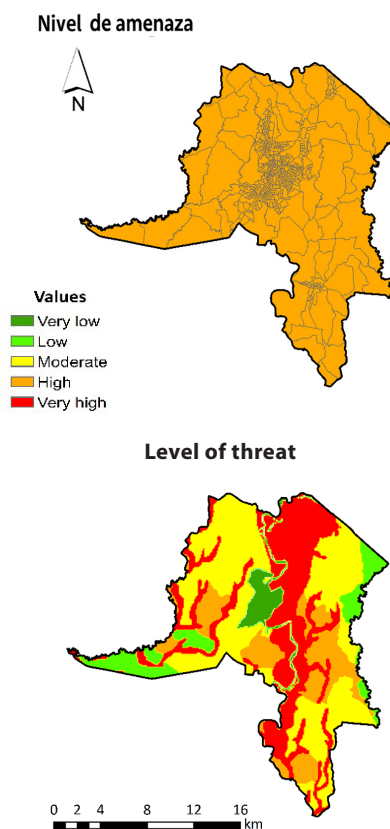 Nivel de amenaza
N
Values
Very low
Low
Moderate
High
Very high
Level of threat
0 2 4 8 12 16
km